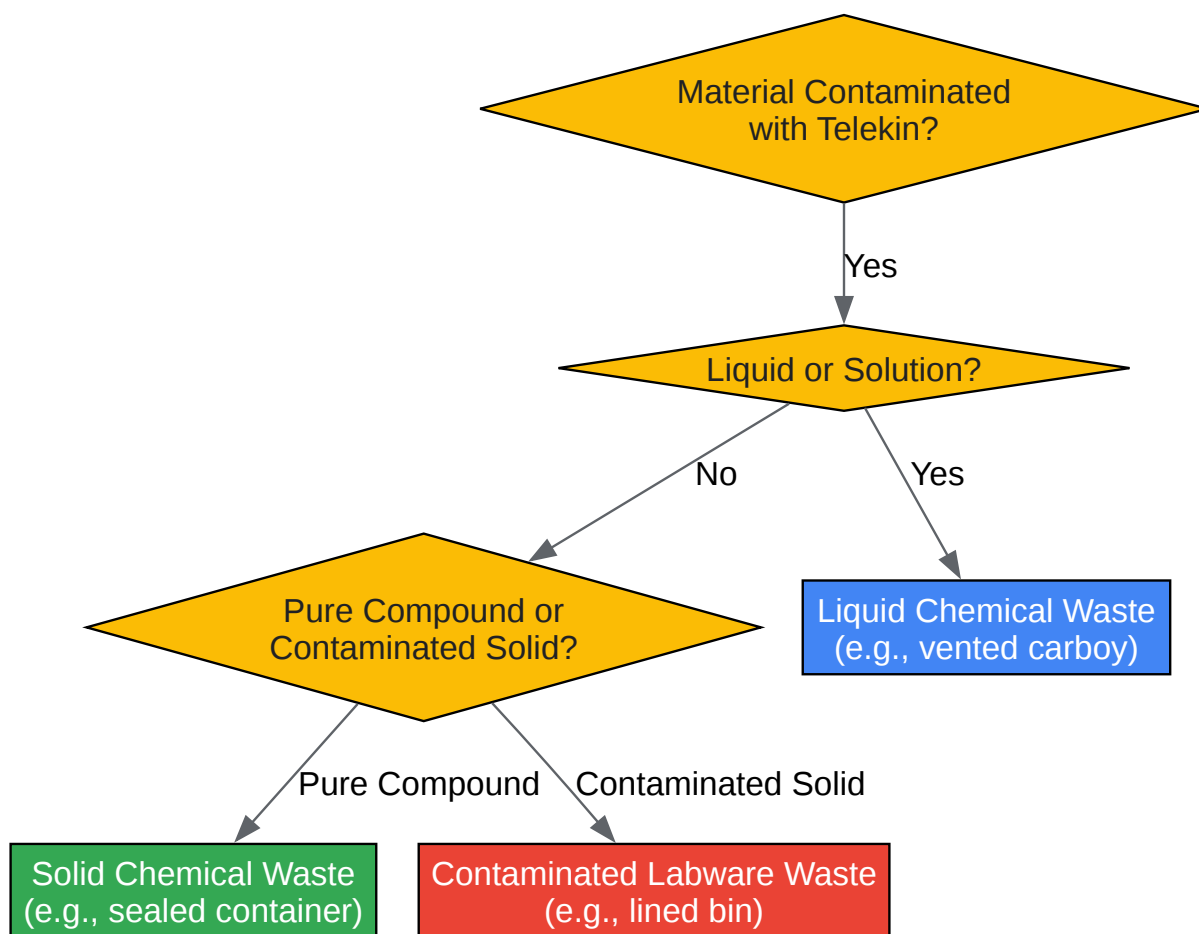 Material Contaminated
with Telekin?
Yes
Liquid or Solution?
No
Yes
Pure Compound or
Contaminated Solid?
Liquid Chemical Waste
(e.g., vented carboy)
Pure Compound
Contaminated Solid
Solid Chemical Waste
(e.g., sealed container)
Contaminated Labware Waste
(e.g., lined bin)